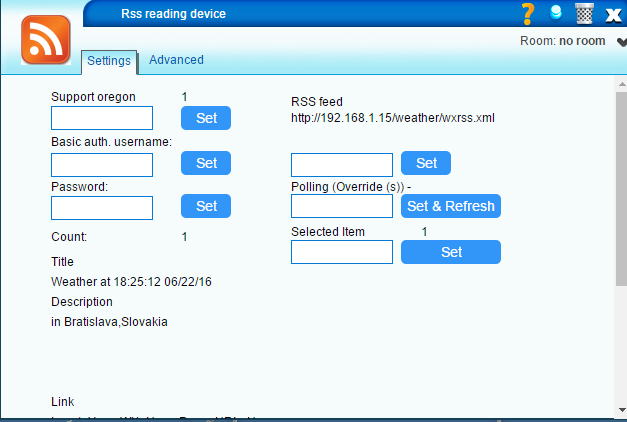 Rss reading device
Room: no room
Settings
Advanced
Support oregon 1
Set
Basic auth. username:
Set
Password:
Set
Count: 1
Title
Weather at 18:25:12 06/22/16
Description
in Bratislava,Slovakia
Link
RSS feed
http://192.168.1.15/weather/wxrss.xml
Set
Polling (Override (s)) -
Set & Refresh
Selected Item 1
Set